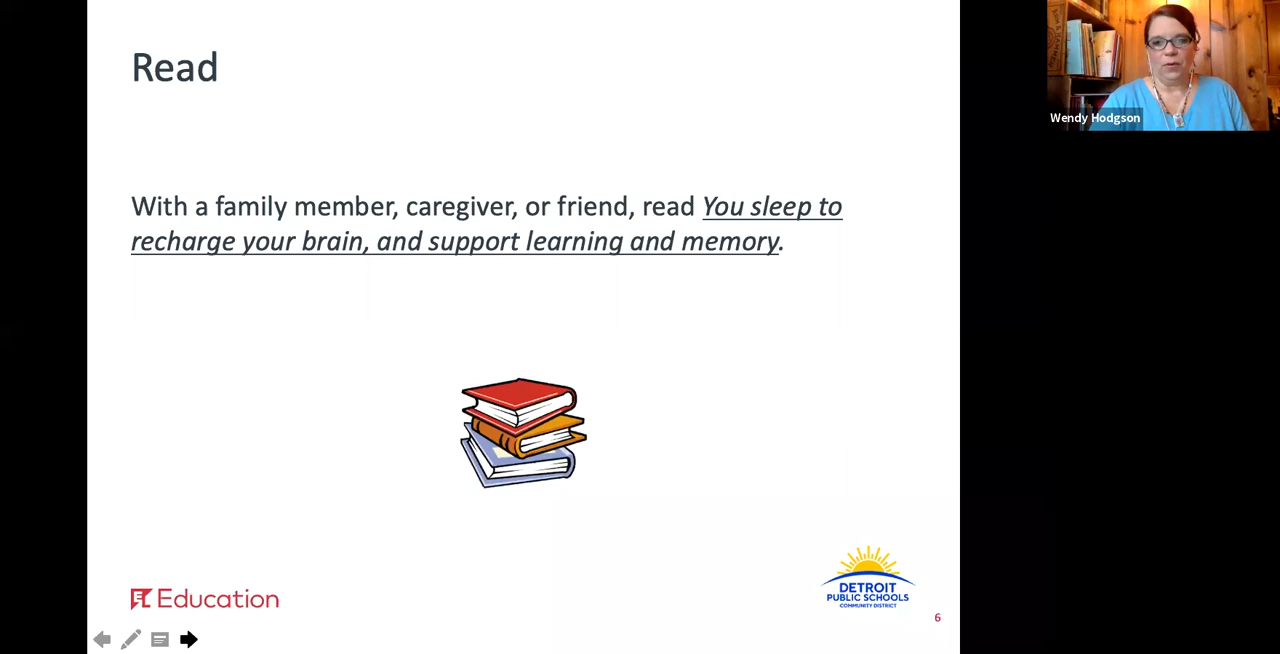 Read
With a family member, caregiver, or friend, read You sleep to
recharge your brain, and support learning and memory.
EL Education
DETROIT
PUBLIC SCHOOLS
COMMUNITY DISTRICT
6
Wendy Hodgson